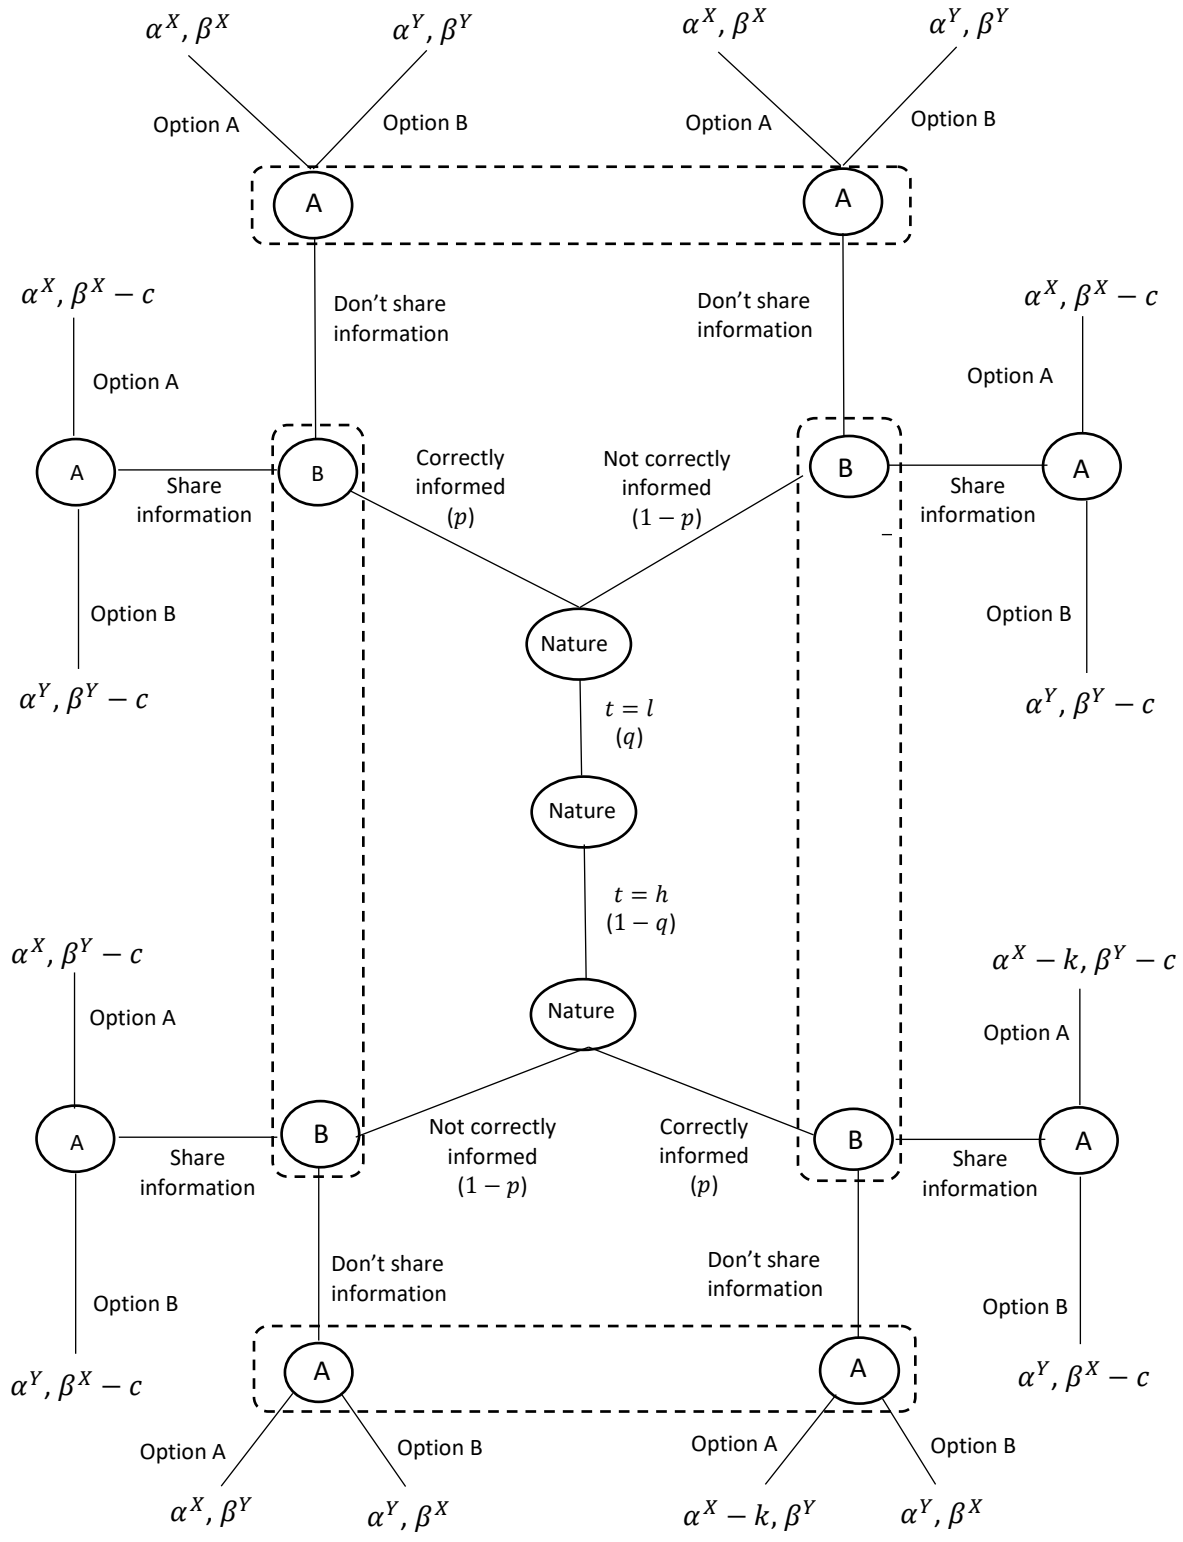 α^X, β^X
α^Y, β^Y
α^X, β^X
α^Y, β^Y
Option A
Option B
Option A
Option B
A
A
Don't share
information
Don't share
information
α^X, β^X − c
α^X, β^X − c
Option A
Option A
A
Share
information
B
Correctly
informed
(p)
Not correctly
informed
(1 − p)
B
Share
information
A
–
Option B
Option B
Nature
α^Y, β^Y − c
α^Y, β^Y − c
t = l
(q)
Nature
t = h
(1 − q)
α^X, β^Y − c
α^X − k, β^Y − c
Option A
Nature
Option A
A
Share
information
B
Not correctly
informed
(1 − p)
Correctly
informed
(p)
B
Share
information
A
Don't share
information
Don't share
information
Option B
Option B
α^Y, β^X − c
A
A
α^Y, β^X − c
Option A
Option B
Option A
Option B
α^X, β^Y
α^Y, β^X
α^X − k, β^Y
α^Y, β^X